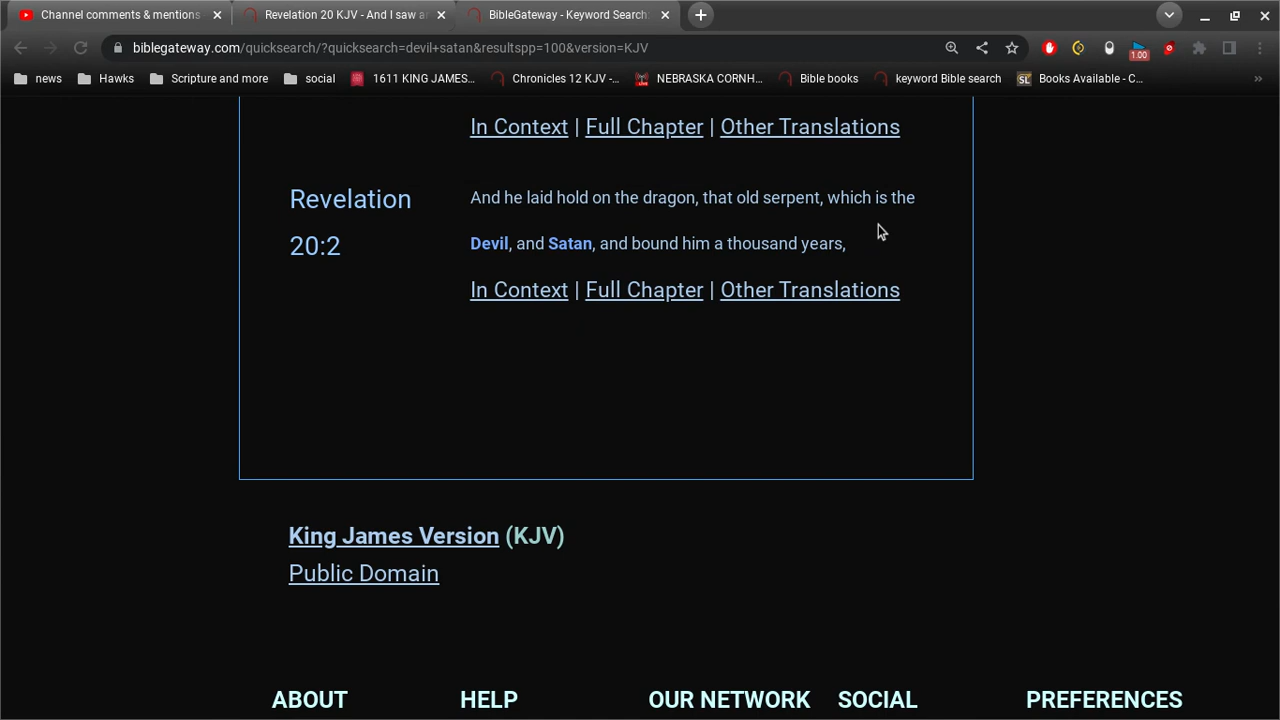 Channel comments & mentions
Revelation 20 KJV - And I saw an
BibleGateway - Keyword Search:
biblegateway.com/quicksearch/?quicksearch=devil+satan&resultspp=100&version=KJV
1.00
news
Hawks
Scripture and more
social
1611 KING JAMES...
Chronicles 12 KJV -...
NEBRASKA CORNH...
Bible books
keyword Bible search
SL
Books Available - C...
»
In Context | Full Chapter | Other Translations
Revelation
20:2
And he laid hold on the dragon, that old serpent, which is the
Devil, and Satan, and bound him a thousand years,
In Context | Full Chapter | Other Translations
King James Version (KJV)
Public Domain
ABOUT
HELP
OUR NETWORK
SOCIAL
PREFERENCES